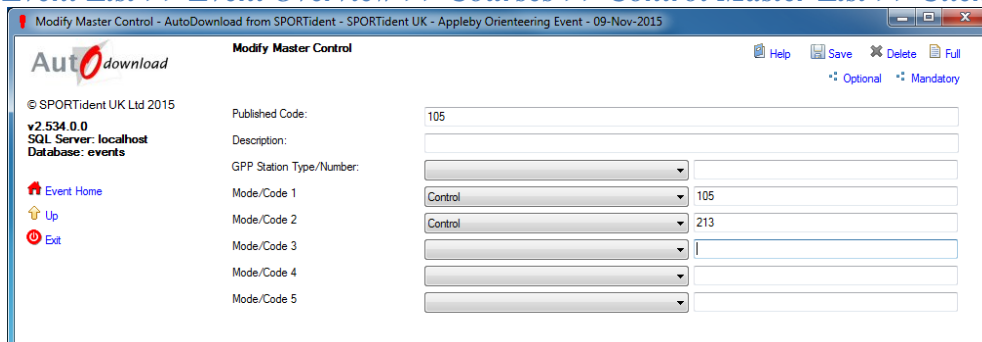 Modify Master Control - AutoDownload from SPORTident - SPORTident UK - Appleby Orienteering Event - 09-Nov-2015
AutOdownload
Modify Master Control
Help Save Delete Full
Optional Mandatory
© SPORTident UK Ltd 2015
v2.534.0.0
SQL Server: localhost
Database: events
Event Home
Up
Exit
Published Code: 105
Description:
GPP Station Type/Number:
Mode/Code 1 Control 105
Mode/Code 2 Control 213
Mode/Code 3
Mode/Code 4
Mode/Code 5